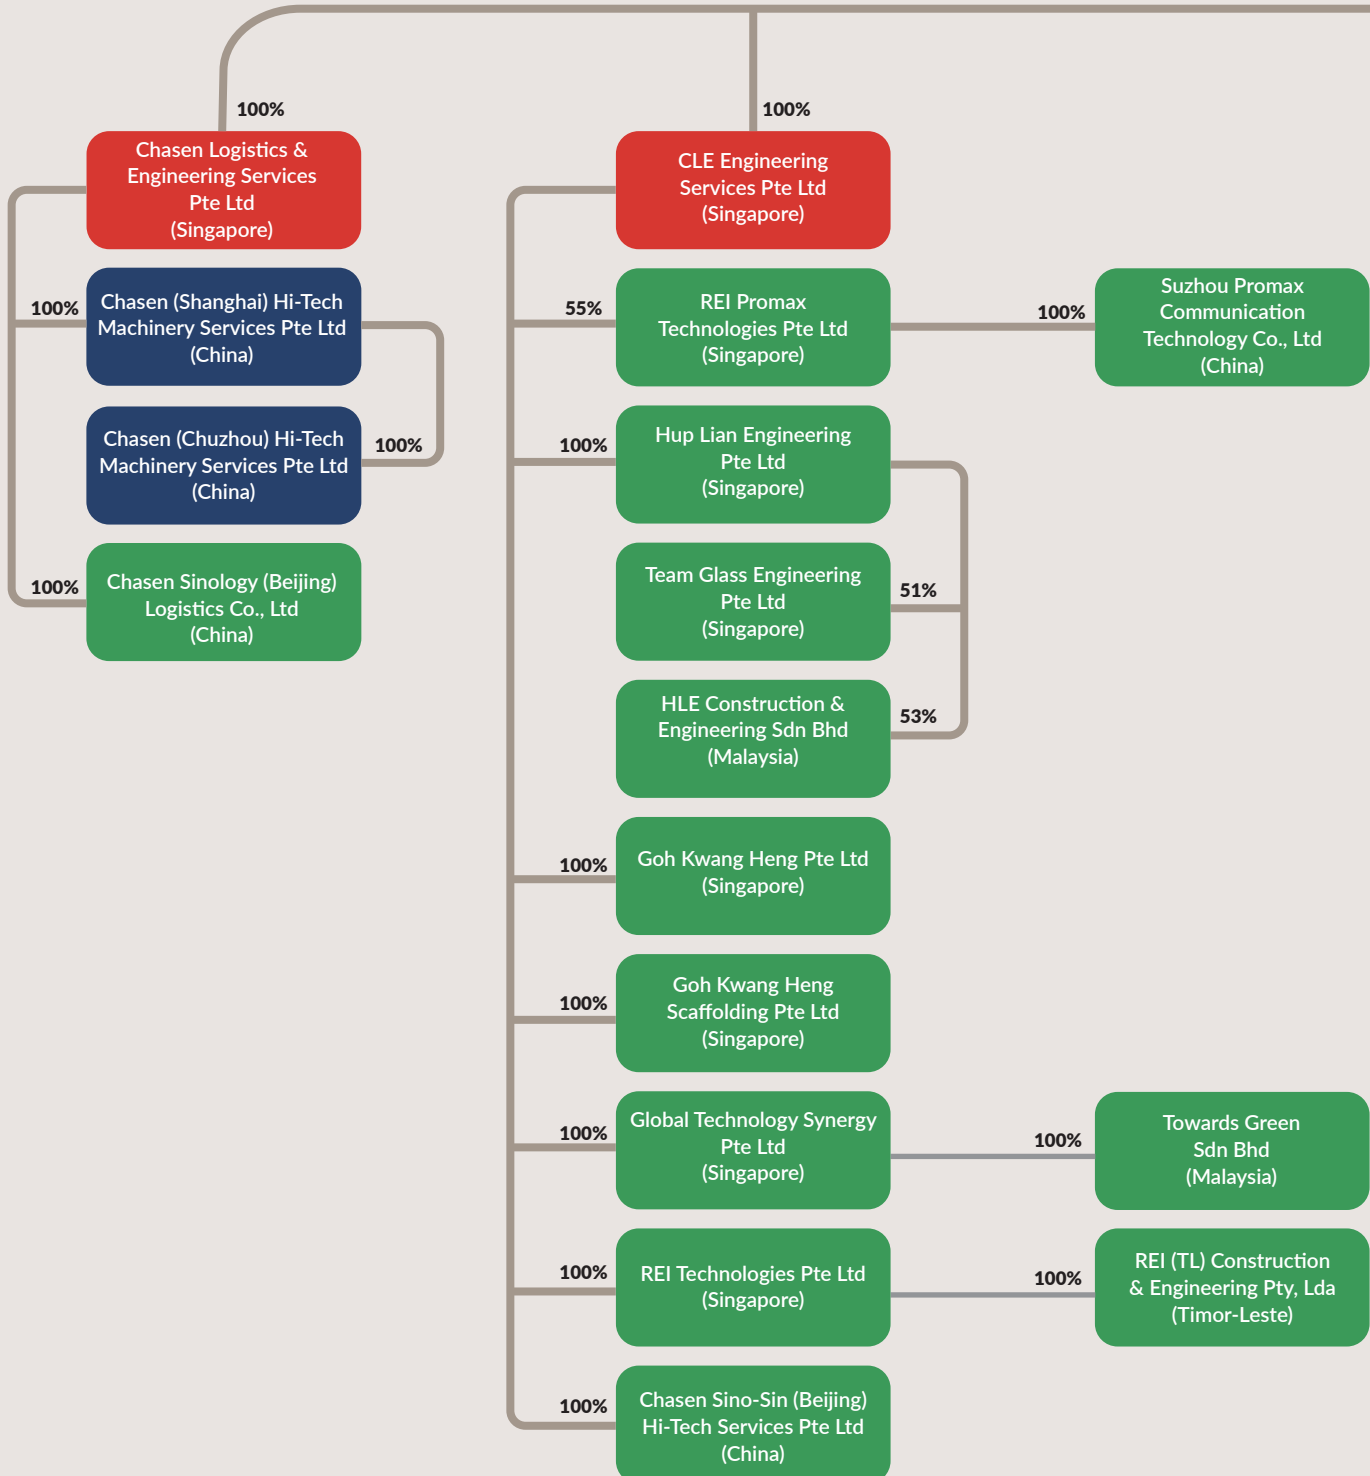 100%
Chasen Logistics &
Engineering Services
Pte Ltd
(Singapore)
100%
Chasen (Shanghai) Hi-Tech
Machinery Services Pte Ltd
(China)
Chasen (Chuzhou) Hi-Tech
Machinery Services Pte Ltd
(China)
100%
100%
Chasen Sinology (Beijing)
Logistics Co., Ltd
(China)
100%
CLE Engineering
Services Pte Ltd
(Singapore)
55%
REI Promax
Technologies Pte Ltd
(Singapore)
100%
Suzhou Promax
Communication
Technology Co., Ltd
(China)
100%
Hup Lian Engineering
Pte Ltd
(Singapore)
Team Glass Engineering
Pte Ltd
(Singapore)
51%
HLE Construction &
Engineering Sdn Bhd
(Malaysia)
53%
100%
Goh Kwang Heng Pte Ltd
(Singapore)
100%
Goh Kwang Heng
Scaffolding Pte Ltd
(Singapore)
100%
Global Technology Synergy
Pte Ltd
(Singapore)
100%
Towards Green
Sdn Bhd
(Malaysia)
100%
REI Technologies Pte Ltd
(Singapore)
100%
REI (TL) Construction
& Engineering Pty, Lda
(Timor-Leste)
100%
Chasen Sino-Sin (Beijing)
Hi-Tech Services Pte Ltd
(China)